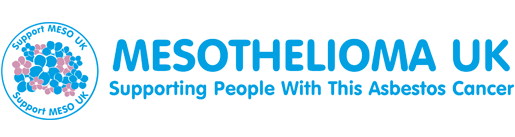 Support MESO UK
MESOTHELIOMA UK
Supporting People With This Asbestos Cancer
Support MESO UK